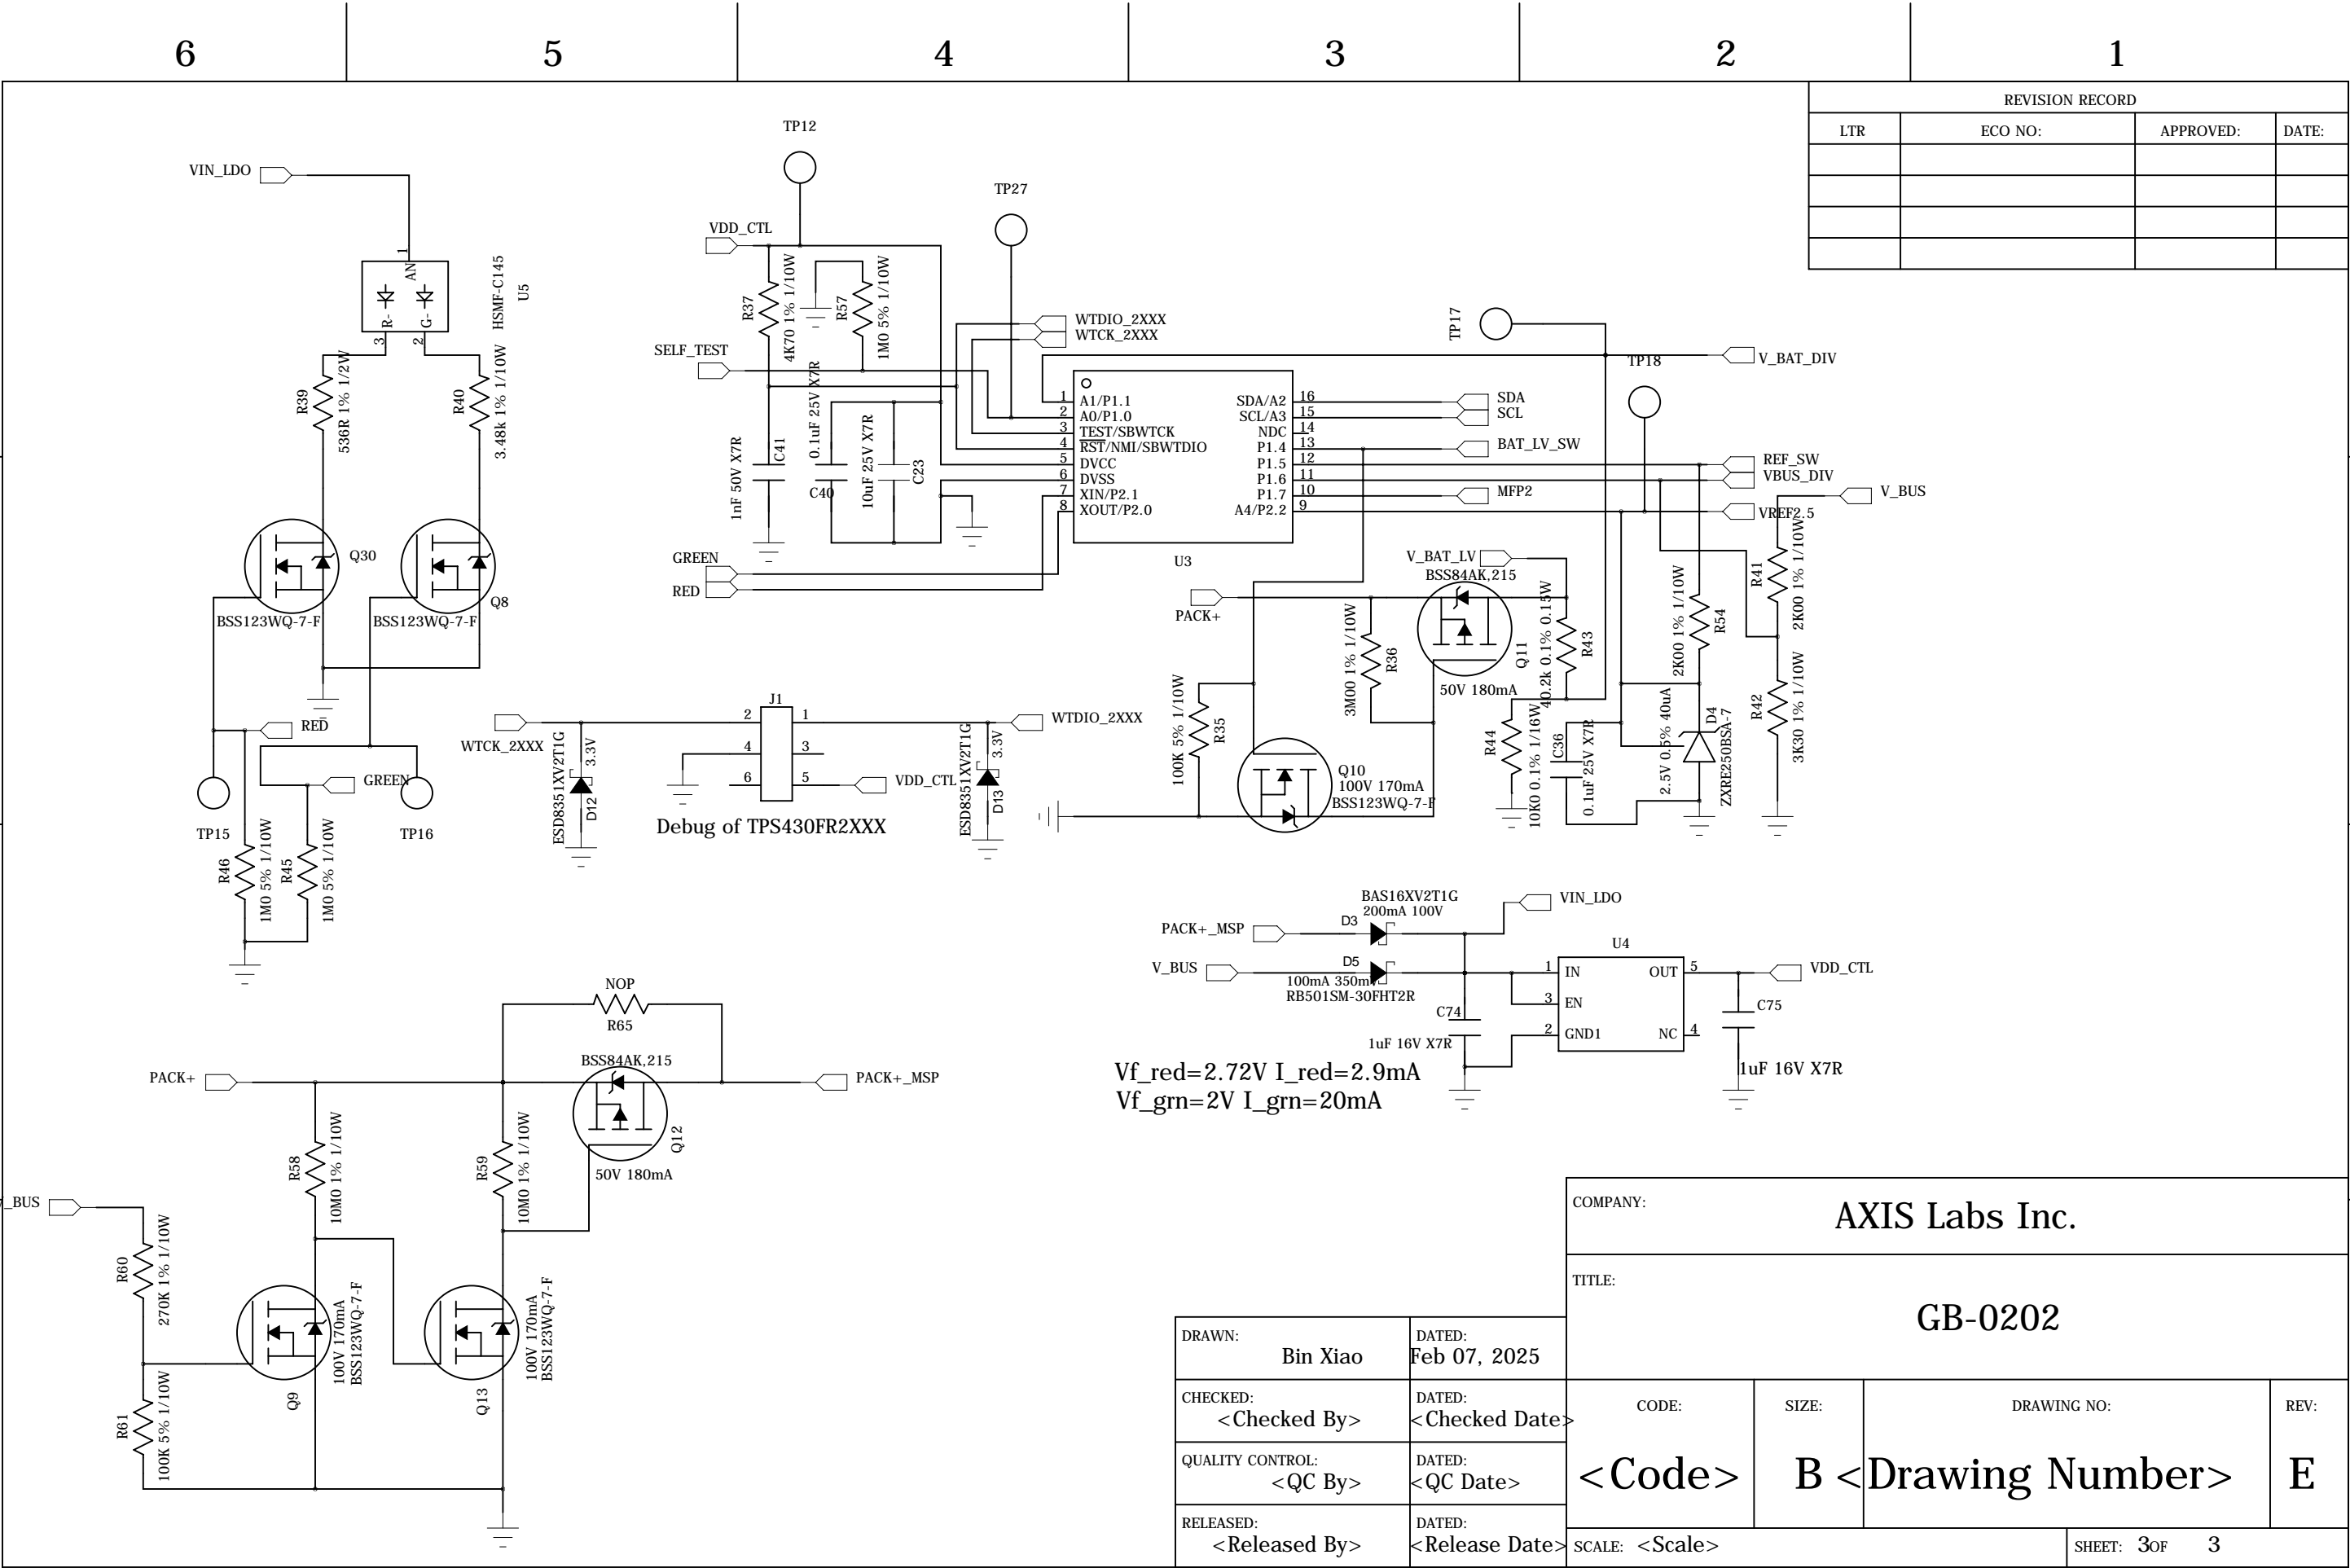 6 5 4 3 2 1
REVISION RECORD
LTR ECO NO: APPROVED: DATE:
TP12
VIN_LDO
TP27
VDD_CTL
1
AN
R-
G-
3
2
HSMF-C145
U5
R37
4K70 1% 1/10W
R57
1M0 5% 1/10W
WTDIO_2XXX
WTCK_2XXX
TP17
SELF_TEST
TP18
V_BAT_DIV
R39
536R 1% 1/2W
R40
3.48k 1% 1/10W
1 A1/P1.1
2 A0/P1.0
3 TEST/SBWTCK
4 RST/NMI/SBWTDIO
5 DVCC
6 DVSS
7 XIN/P2.1
8 XOUT/P2.0
SDA/A2 16
SCL/A3 15
NDC 14
P1.4 13
P1.5 12
P1.6 11
P1.7 10
A4/P2.2 9
U3
SDA
SCL
BAT_LV_SW
REF_SW
VBUS_DIV
MFP2
V_BUS
VREF2.5
1nF 50V X7R
C41
0.1uF 25V X7R
C40
10uF 25V X7R
C23
GREEN
RED
Q30
BSS123WQ-7-F
Q8
BSS123WQ-7-F
V_BAT_LV
BSS84AK,215
PACK+
3M00 1% 1/10W
R36
Q11
50V 180mA
40.2k 0.1% 0.15W
R43
2K00 1% 1/10W
R54
R41
2K00 1% 1/10W
R42
3K30 1% 1/10W
RED
GREEN
TP15
TP16
R46
1M0 5% 1/10W
R45
1M0 5% 1/10W
WTCK_2XXX
ESD8351XV2T1G
3.3V
D12
J1
2 1
4 3
6 5
WTDIO_2XXX
VDD_CTL
ESD8351XV2T1G
3.3V
D13
Debug of TPS430FR2XXX
100K 5% 1/10W
R35
Q10
100V 170mA
BSS123WQ-7-F
R44
10K0 0.1% 1/16W
C36
0.1uF 25V X7R
2.5V 0.5% 40uA
D4
ZXRE250BSA-7
BAS16XV2T1G
200mA 100V
D3
PACK+_MSP
VIN_LDO
V_BUS
D5
100mA 350mV
RB501SM-30FHT2R
U4
1 IN
3 EN
2 GND1
OUT 5
NC 4
VDD_CTL
C74
1uF 16V X7R
C75
1uF 16V X7R
Vf_red=2.72V I_red=2.9mA
Vf_grn=2V I_grn=20mA
NOP
R65
BSS84AK,215
PACK+
PACK+_MSP
Q12
50V 180mA
R58
10M0 1% 1/10W
R59
10M0 1% 1/10W
_BUS
R60
270K 1% 1/10W
R61
100K 5% 1/10W
Q9
100V 170mA
BSS123WQ-7-F
Q13
100V 170mA
BSS123WQ-7-F
COMPANY:
AXIS Labs Inc.
TITLE:
GB-0202
DRAWN:
Bin Xiao
DATED:
Feb 07, 2025
CHECKED:
<Checked By>
DATED:
<Checked Date>
QUALITY CONTROL:
<QC By>
DATED:
<QC Date>
RELEASED:
<Released By>
DATED:
<Release Date>
CODE:
<Code>
SIZE:
B
DRAWING NO:
<Drawing Number>
REV:
E
SCALE: <Scale>
SHEET: 3 OF 3